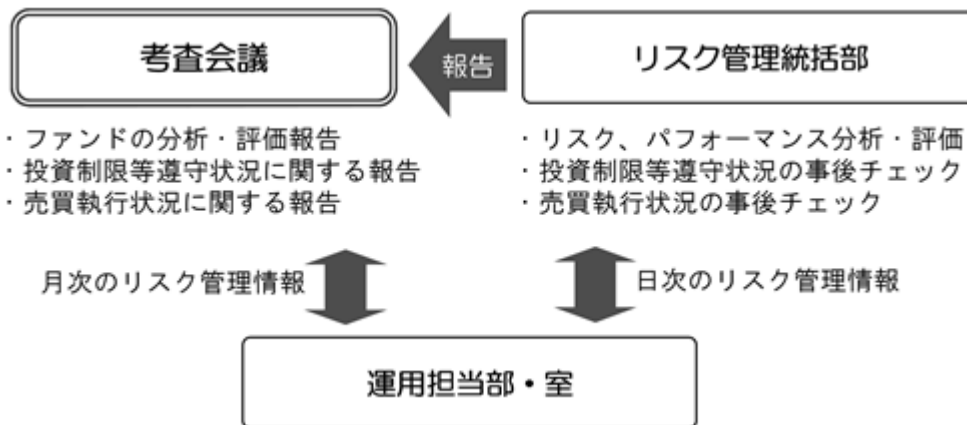 考査会議
報告
リスク管理統括部
・ファンドの分析・評価報告
・投資制限等遵守状況に関する報告
・売買執行状況に関する報告
・リスク、パフォーマンス分析・評価
・投資制限等遵守状況の事後チェック
・売買執行状況の事後チェック
月次のリスク管理情報
日次のリスク管理情報
運用担当部・室